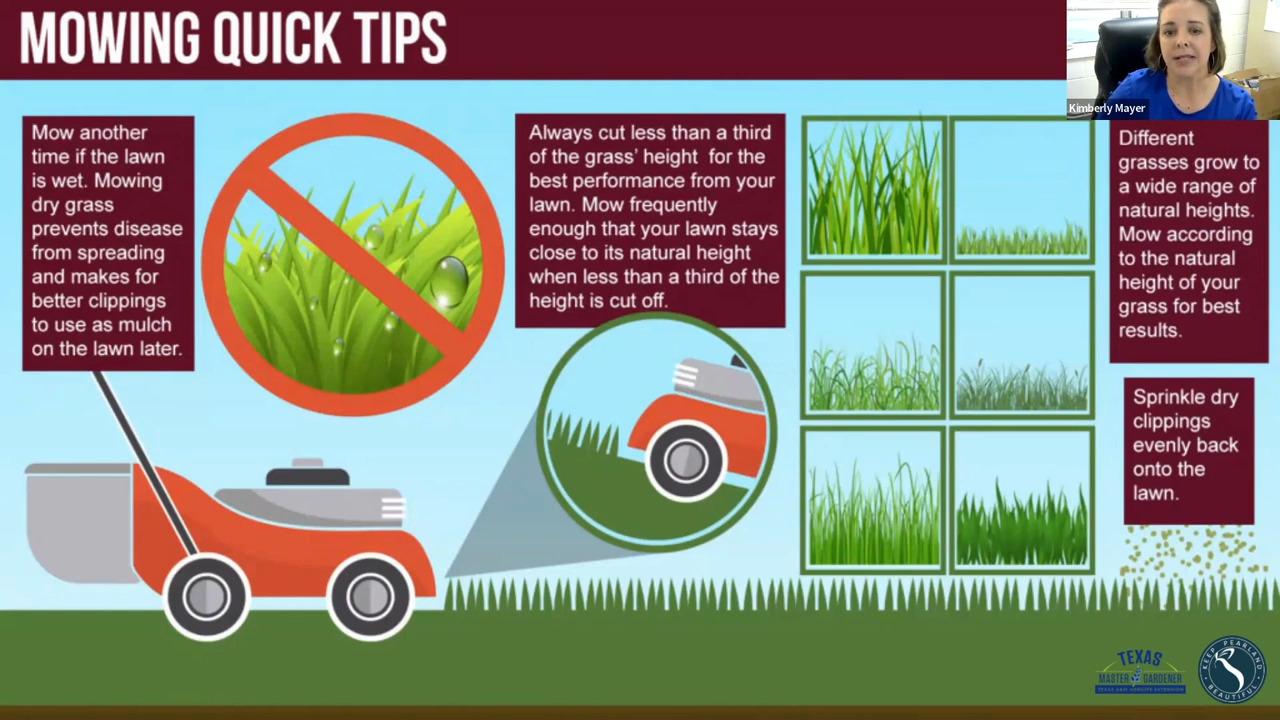 MOWING QUICK TIPS
Kimberly Mayer
Mow another
time if the lawn
is wet. Mowing
dry grass
prevents disease
from spreading
and makes for
better clippings
to use as mulch
on the lawn later.
Always cut less than a third
of the grass' height for the
best performance from your
lawn. Mow frequently
enough that your lawn stays
close to its natural height
when less than a third of the
height is cut off.
Different
grasses grow to
a wide range of
natural heights.
Mow according
to the natural
height of your
grass for best
results.
Sprinkle dry
clippings
evenly back
onto the
lawn.
TEXAS
MASTER GARDENER
TEXAS A&M AGRILIFE EXTENSION
KEEP PEARLAND
BEAUTIFUL